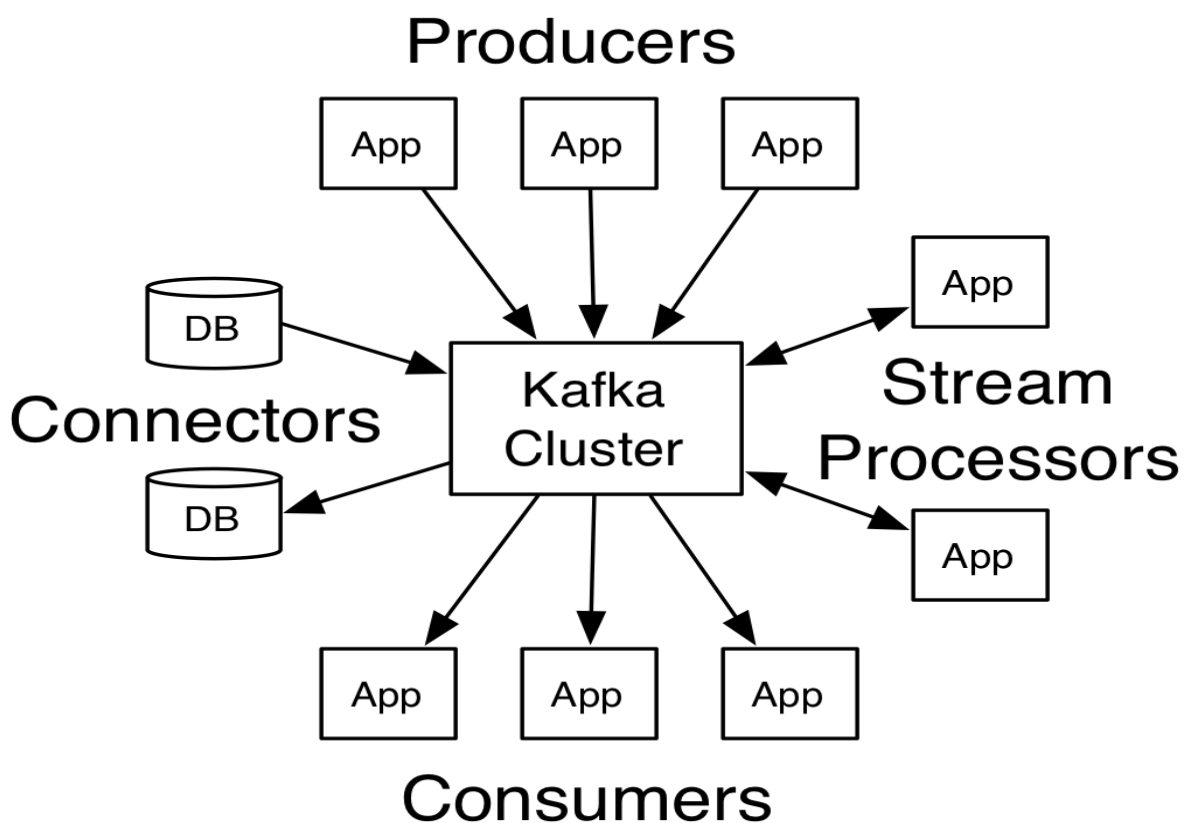 Producers
App
App
App
App
DB
Kafka
Cluster
Stream
Processors
Connectors
DB
App
App
App
App
Consumers